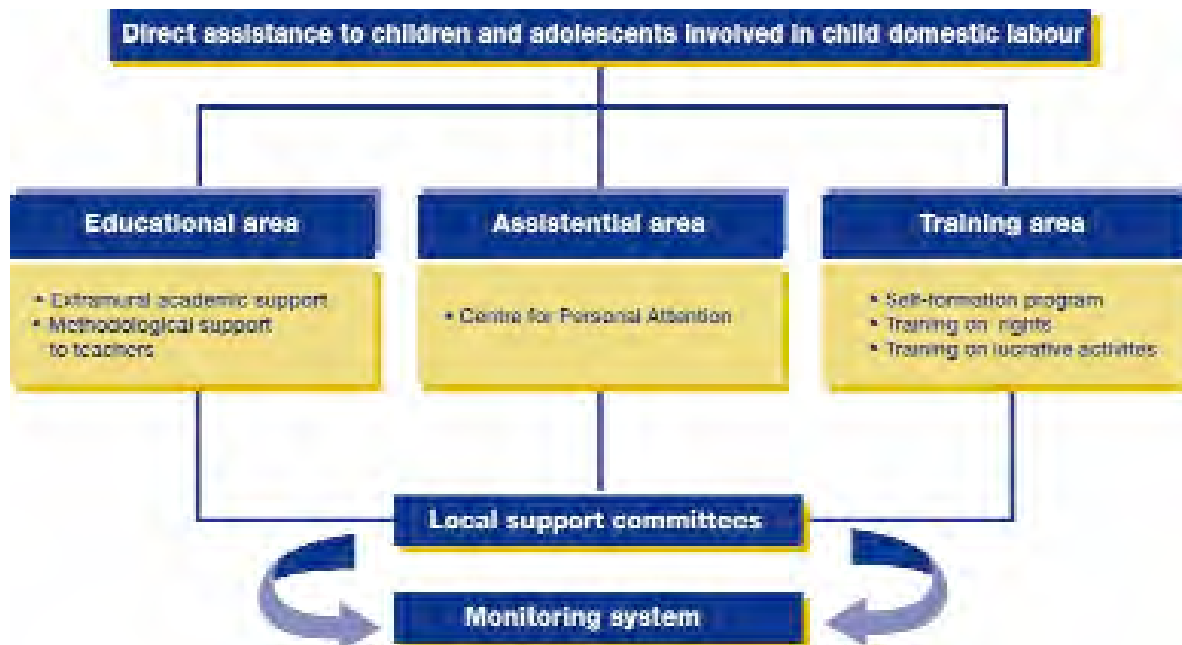 Direct assistance to children and adolescents involved in child domestic labour
Educational area
• Extramural academic support
• Methodological support
to teachers
Assistential area
• Centre for Personal Attention
Training area
• Self-formation program
• Training on rights
• Training on lucrative activites
Local support committees
Monitoring system